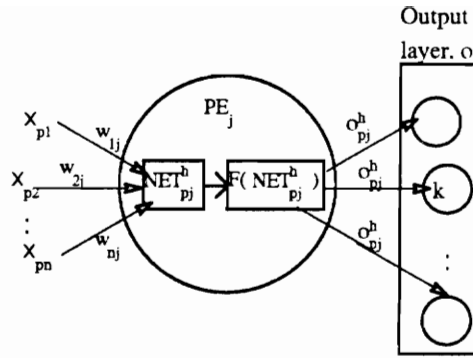 Output
layer. o
PE_j
X_p1
w_1j
o^h_pj
X_p2
w_2j
NET^h_pj
F( NET^h_pj )
o^h_pj
k
:
X_pn
w_nj
o^h_pj
: